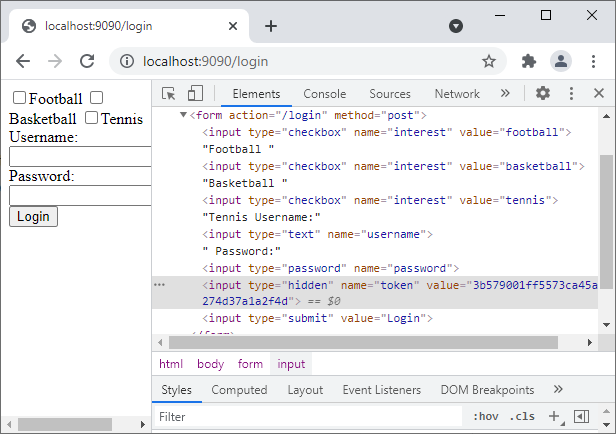 localhost:9090/login
localhost:9090/login
Football
Basketball Tennis
Username:
Password:
Login
Elements Console Sources Network
<form action="/login" method="post">
<input type="checkbox" name="interest" value="football">
"Football "
<input type="checkbox" name="interest" value="basketball">
"Basketball "
<input type="checkbox" name="interest" value="tennis">
"Tennis Username:"
<input type="text" name="username">
" Password:"
<input type="password" name="password">
<input type="hidden" name="token" value="3b579001ff5573ca45a
274d37a1a2f4d"> == $0
<input type="submit" value="Login">
</form>
html body form input
Styles Computed Layout Event Listeners DOM Breakpoints
Filter :hov .cls